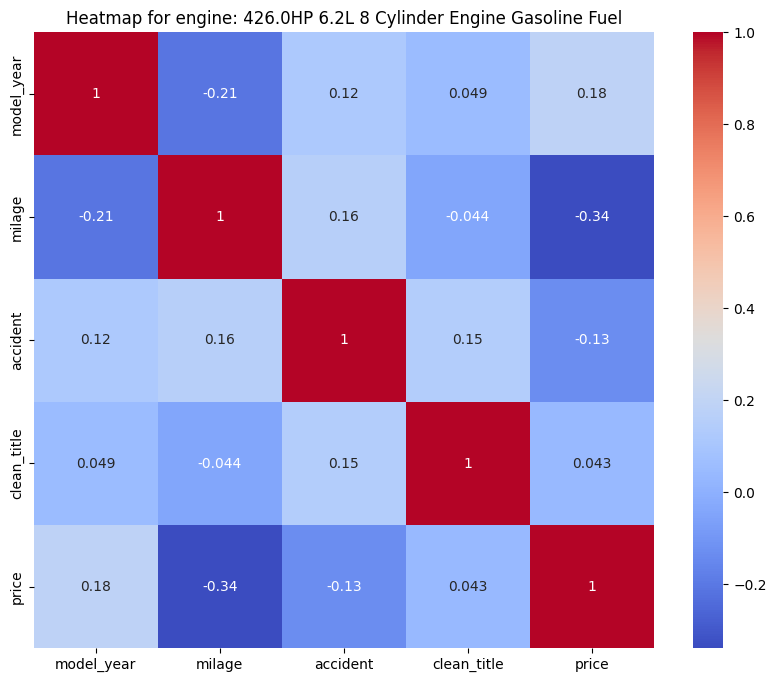 Heatmap for engine: 426.0HP 6.2L 8 Cylinder Engine Gasoline Fuel
model_year 1 -0.21 0.12 0.049 0.18
milage -0.21 1 0.16 -0.044 -0.34
accident 0.12 0.16 1 0.15 -0.13
clean_title 0.049 -0.044 0.15 1 0.043
price 0.18 -0.34 -0.13 0.043 1
model_year milage accident clean_title price
1.0
0.8
0.6
0.4
0.2
0.0
−0.2